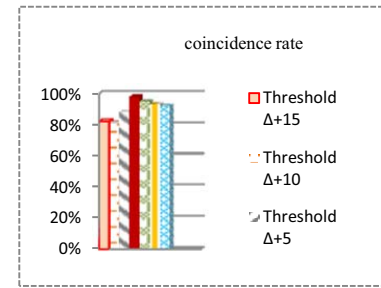 coincidence rate
100%
80%
60%
40%
20%
0%
Threshold
Δ+15
Threshold
Δ+10
Threshold
Δ+5